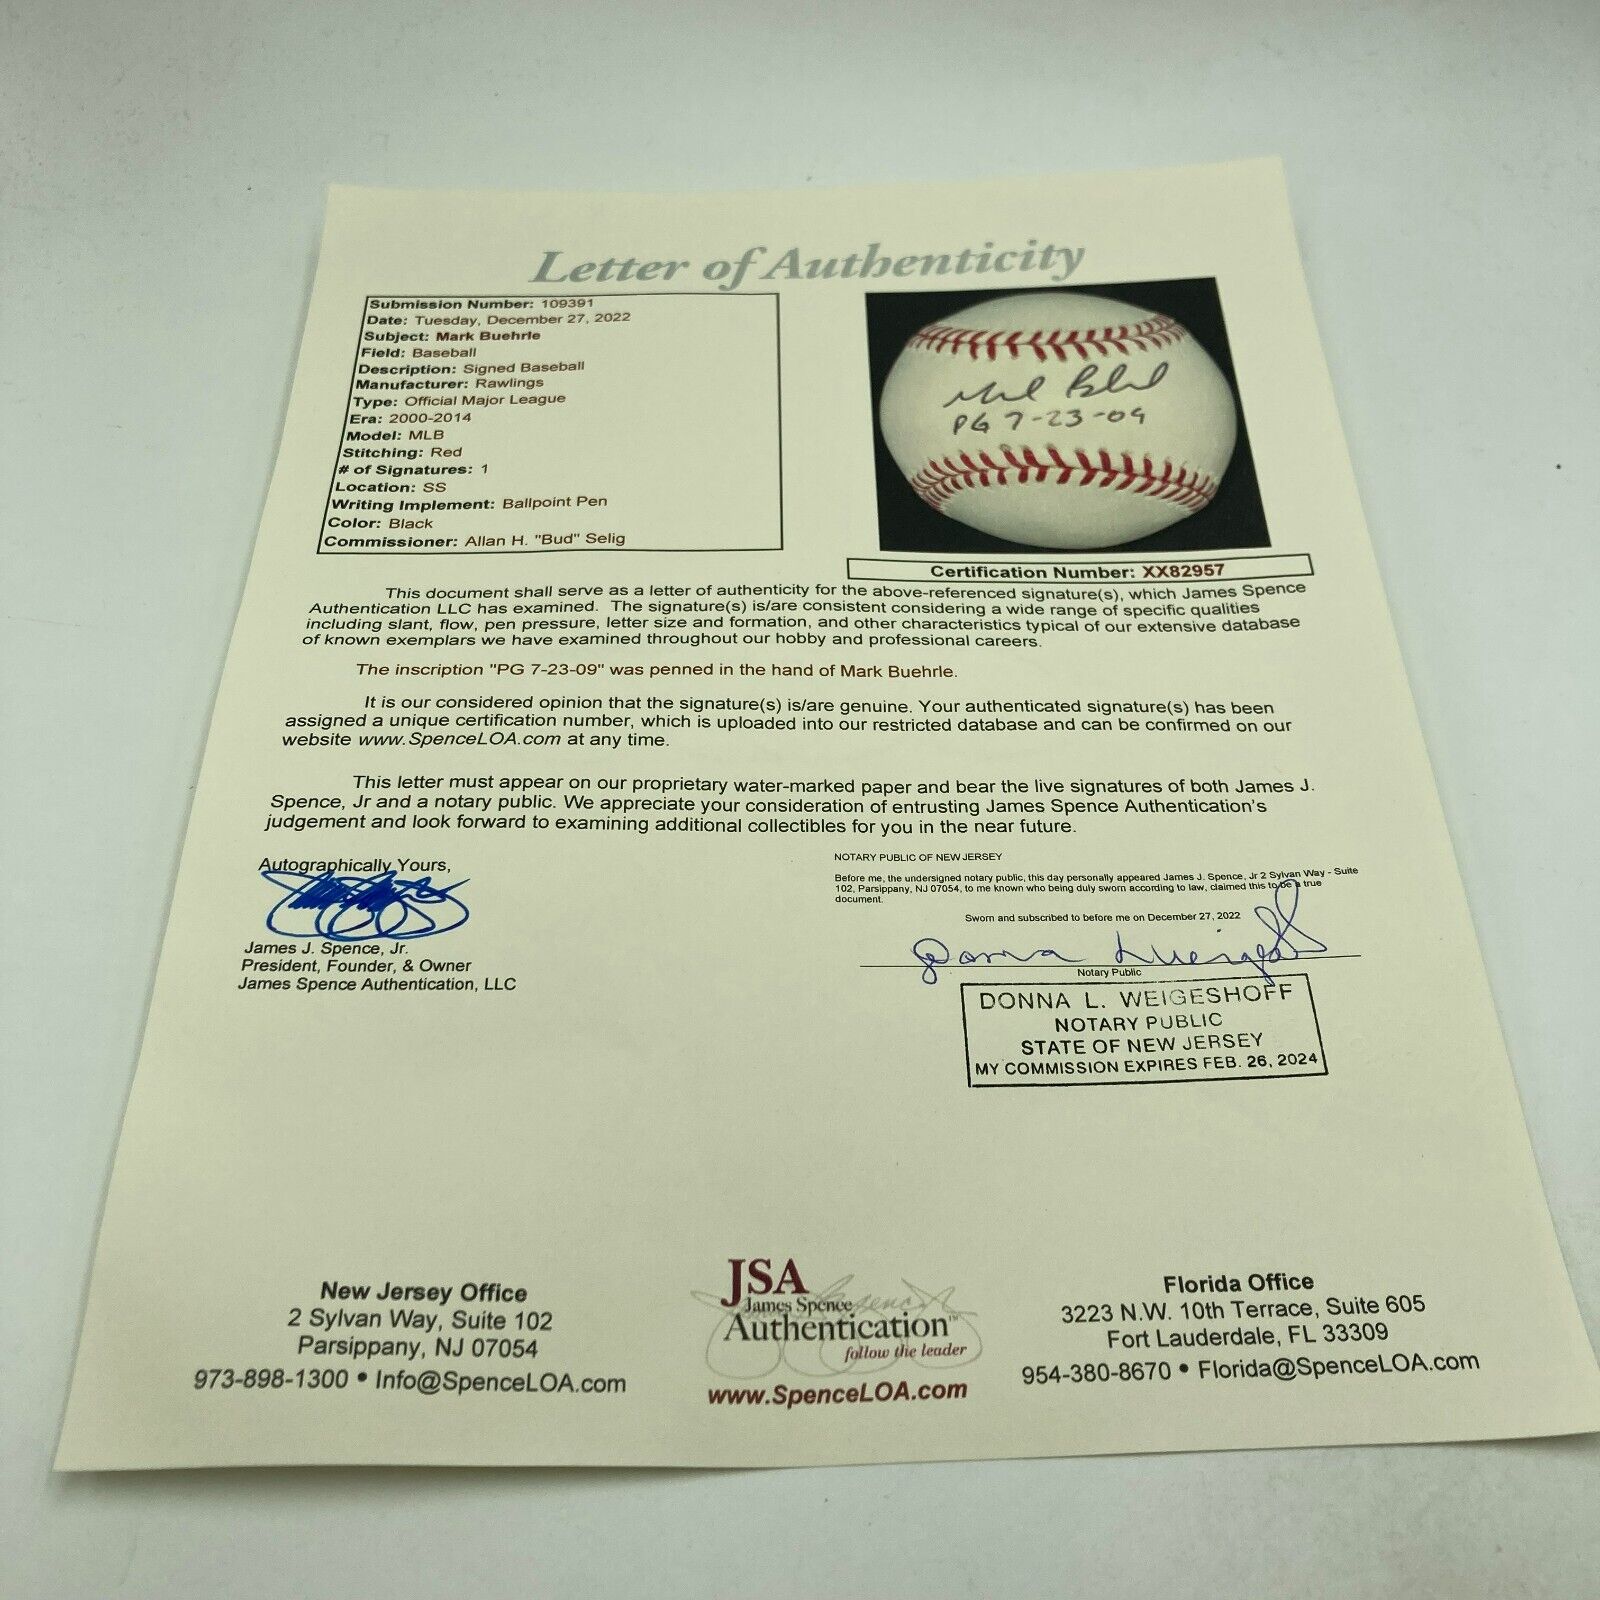 Letter of Authenticity
Submission Number: 109391
Date: Tuesday, December 27, 2022
Subject: Mark Buehrle
Field: Baseball
Description: Signed Baseball
Manufacturer: Rawlings
Type: Official Major League
Era: 2000-2014
Model: MLB
Stitching: Red
# of Signatures: 1
Location: SS
Writing Implement: Ballpoint Pen
Color: Black
Commissioner: Allan H. "Bud" Selig
PG 7-23-09
Certification Number: XX82957
This document shall serve as a letter of authenticity for the above-referenced signature(s), which James Spence
Authentication LLC has examined. The signature(s) is/are consistent considering a wide range of specific qualities
including slant, flow, pen pressure, letter size and formation, and other characteristics typical of our extensive database
of known exemplars we have examined throughout our hobby and professional careers.
The inscription "PG 7-23-09" was penned in the hand of Mark Buehrle.
It is our considered opinion that the signature(s) is/are genuine. Your authenticated signature(s) has been
assigned a unique certification number, which is uploaded into our restricted database and can be confirmed on our
website www.SpenceLOA.com at any time.
This letter must appear on our proprietary water-marked paper and bear the live signatures of both James J.
Spence, Jr and a notary public. We appreciate your consideration of entrusting James Spence Authentication's
judgement and look forward to examining additional collectibles for you in the near future.
Autographically Yours,
James J. Spence, Jr.
President, Founder, & Owner
James Spence Authentication, LLC
NOTARY PUBLIC OF NEW JERSEY
Before me, the undersigned notary public, this day personally appeared James J. Spence, Jr 2 Sylvan Way - Suite
102, Parsippany, NJ 07054, to me known who being duly sworn according to law, claimed this to be a true
document.
Sworn and subscribed to before me on December 27, 2022
Notary Public
DONNA L. WEIGESHOFF
NOTARY PUBLIC
STATE OF NEW JERSEY
MY COMMISSION EXPIRES FEB. 26, 2024
New Jersey Office
2 Sylvan Way, Suite 102
Parsippany, NJ 07054
973-898-1300 • Info@SpenceLOA.com
JSA
James Spence
Authentication™
follow the leader
www.SpenceLOA.com
Florida Office
3223 N.W. 10th Terrace, Suite 605
Fort Lauderdale, FL 33309
954-380-8670 • Florida@SpenceLOA.com